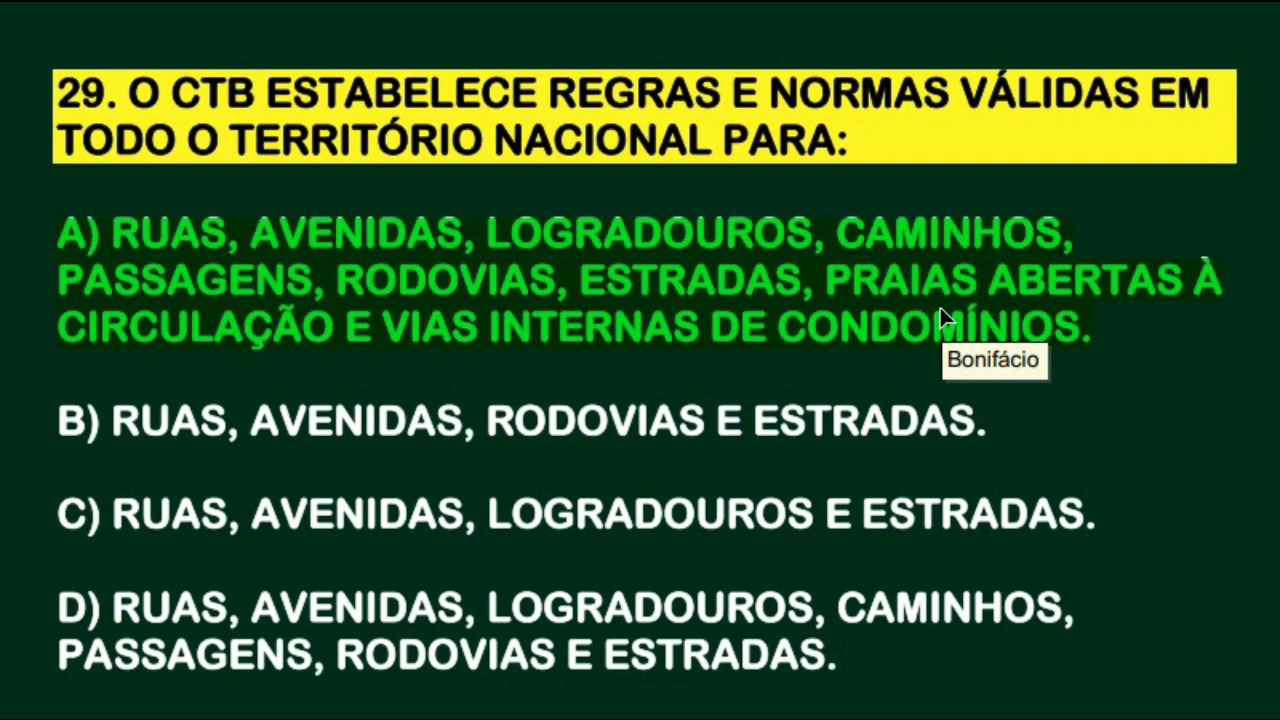 29. O CTB ESTABELECE REGRAS E NORMAS VÁLIDAS EM
TODO O TERRITÓRIO NACIONAL PARA:
A) RUAS, AVENIDAS, LOGRADOUROS, CAMINHOS,
PASSAGENS, RODOVIAS, ESTRADAS, PRAIAS ABERTAS À
CIRCULAÇÃO E VIAS INTERNAS DE CONDOMÍNIOS.
Bonifácio
B) RUAS, AVENIDAS, RODOVIAS E ESTRADAS.
C) RUAS, AVENIDAS, LOGRADOUROS E ESTRADAS.
D) RUAS, AVENIDAS, LOGRADOUROS, CAMINHOS,
PASSAGENS, RODOVIAS E ESTRADAS.